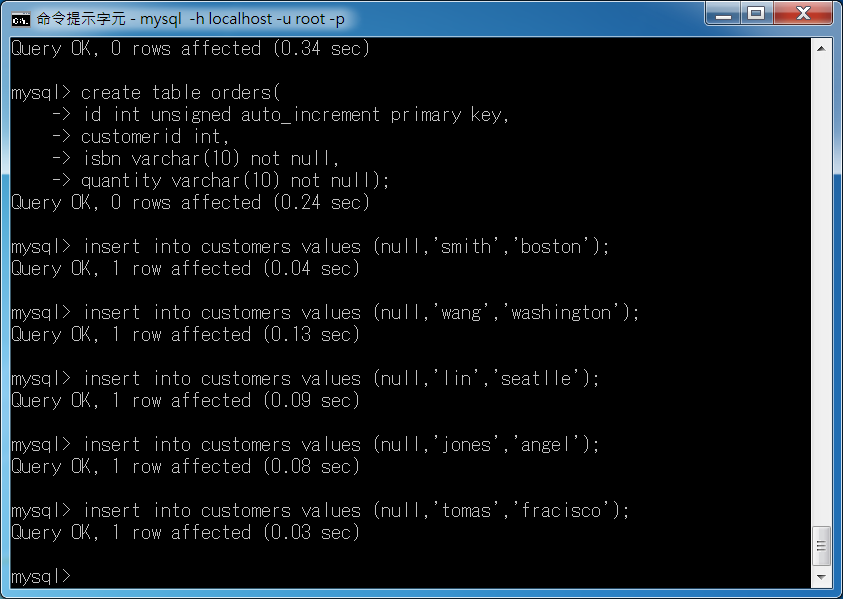 命令提示字元 - mysql -h localhost -u root -p
Query OK, 0 rows affected (0.34 sec)
mysql> create table orders(
-> id int unsigned auto_increment primary key,
-> customerid int,
-> isbn varchar(10) not null,
-> quantity varchar(10) not null);
Query OK, 0 rows affected (0.24 sec)
mysql> insert into customers values (null,'smith','boston');
Query OK, 1 row affected (0.04 sec)
mysql> insert into customers values (null,'wang','washington');
Query OK, 1 row affected (0.13 sec)
mysql> insert into customers values (null,'lin','seatlle');
Query OK, 1 row affected (0.09 sec)
mysql> insert into customers values (null,'jones','angel');
Query OK, 1 row affected (0.08 sec)
mysql> insert into customers values (null,'tomas','fracisco');
Query OK, 1 row affected (0.03 sec)
mysql>